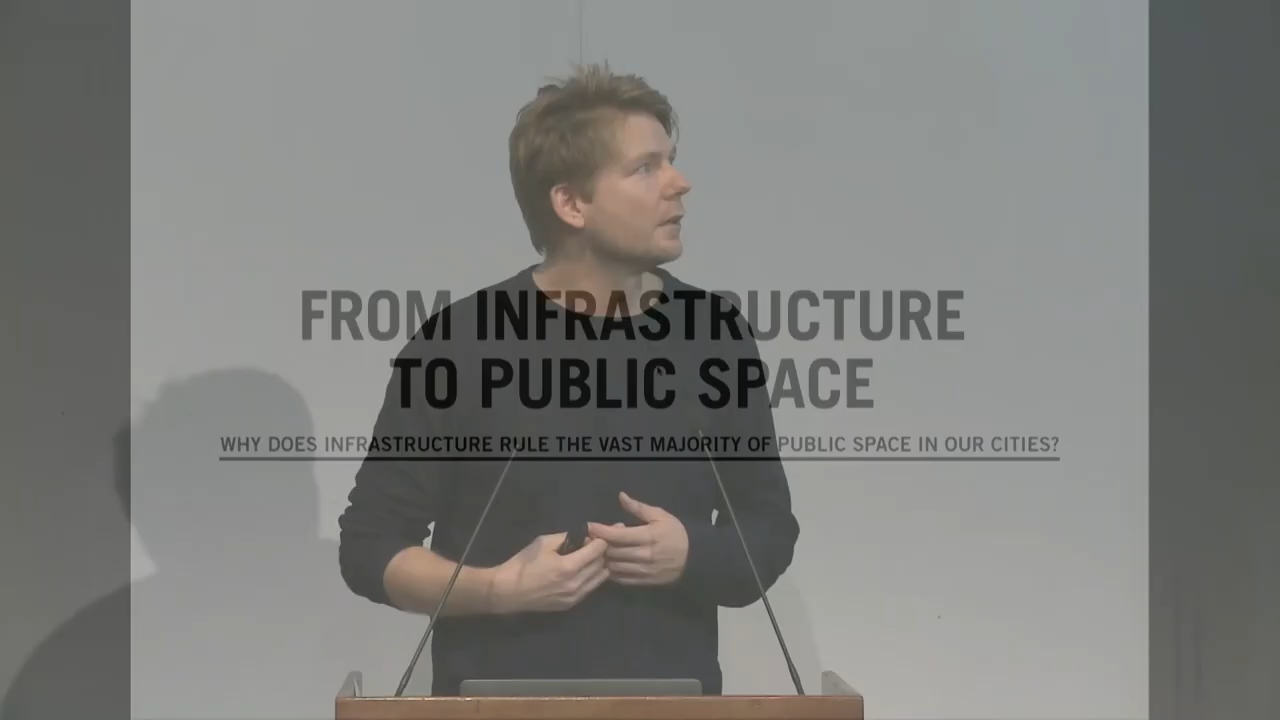 FROM INFRASTRUCTURE
TO PUBLIC SPACE
WHY DOES INFRASTRUCTURE RULE THE VAST MAJORITY OF PUBLIC SPACE IN OUR CITIES?